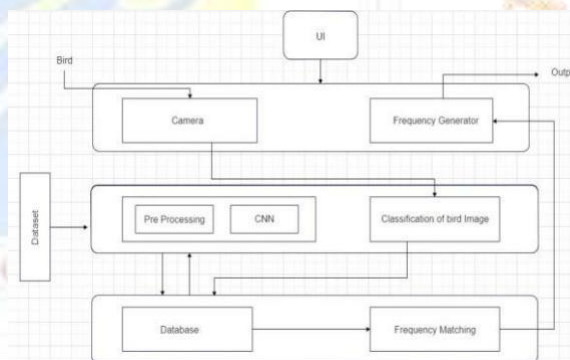 UI
Bird
Outp
Camera
Frequency Generator
Dataset
Pre Processing
CNN
Classification of bird Image
Database
Frequency Matching